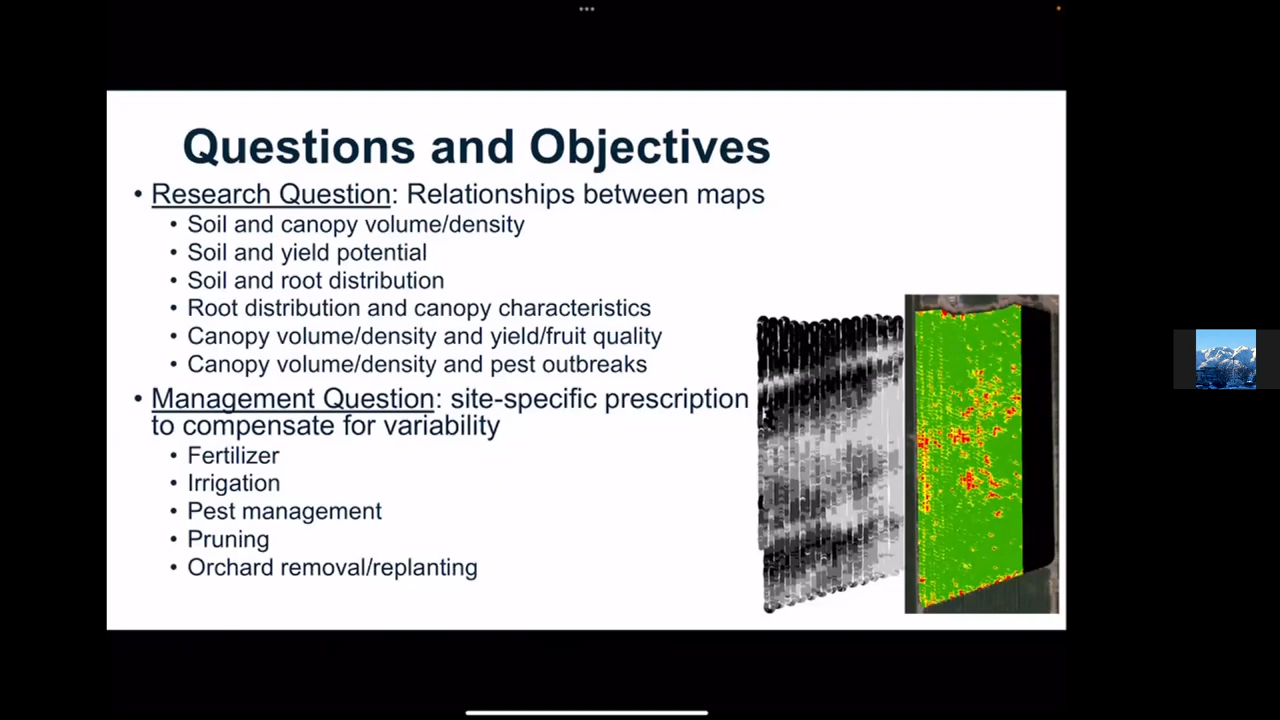 Questions and Objectives
• Research Question: Relationships between maps
• Soil and canopy volume/density
• Soil and yield potential
• Soil and root distribution
• Root distribution and canopy characteristics
• Canopy volume/density and yield/fruit quality
• Canopy volume/density and pest outbreaks
• Management Question: site-specific prescription
to compensate for variability
• Fertilizer
• Irrigation
• Pest management
• Pruning
• Orchard removal/replanting